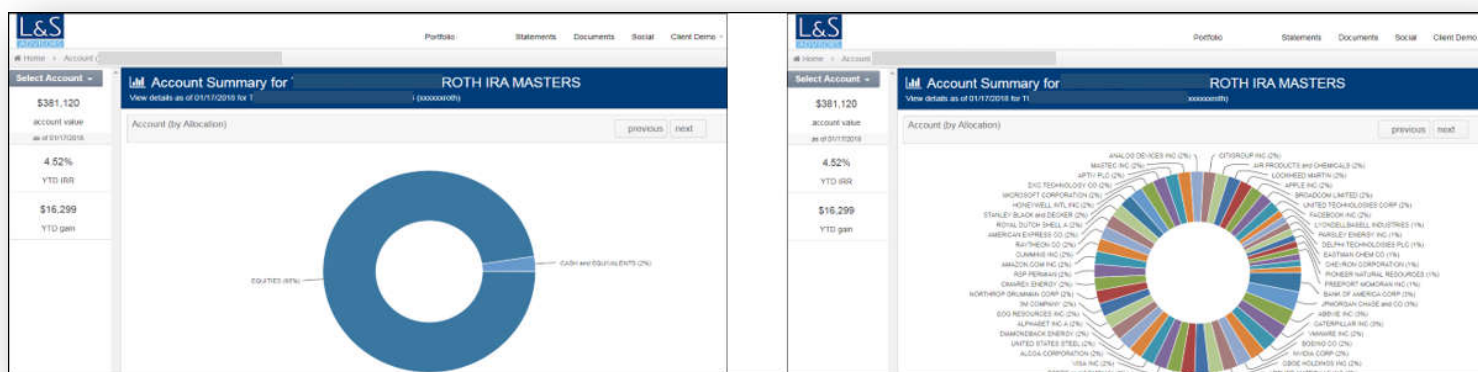 L&S
ADVISORS
Portfolio Statements Documents Social Client Demo
Home Account
Select Account
Account Summary for ROTH IRA MASTERS
View details as of 01/17/2018 for
$381,120
account value
as of 01/17/2018
Account (by Allocation)
previous next
4.52%
YTD IRR
$16,299
YTD gain
CASH and EQUIVALENTS (2%)
EQUITIES (98%)
L&S
ADVISORS
Portfolio Statements Documents Social Client Demo
Home Account
Select Account
Account Summary for ROTH IRA MASTERS
View details as of 01/17/2018 for
$381,120
account value
as of 01/17/2018
Account (by Allocation)
previous next
4.52%
YTD IRR
$16,299
YTD gain
ANALOG DEVICES INC (2%)
MASTEC INC (2%)
APTIV PLC (2%)
DXC TECHNOLOGY CO (2%)
MICROSOFT CORPORATION (2%)
HONEYWELL INTL INC (2%)
STANLEY BLACK and DECKER (2%)
ROYAL DUTCH SHELL A (2%)
AMERICAN EXPRESS CO (2%)
RAYTHEON CO (2%)
CUMMINS INC (2%)
AMAZON COM INC (2%)
RSP PERMIAN (2%)
CIMAREX ENERGY (2%)
NORTHROP GRUMMAN CORP (2%)
3M COMPANY (2%)
EOG RESOURCES INC (2%)
ALPHABET INC A (2%)
DIAMONDBACK ENERGY (2%)
UNITED STATES STEEL (2%)
ALCOA CORPORATION (2%)
VISA INC (2%)
CITIGROUP INC (2%)
AIR PRODUCTS and CHEMICALS (2%)
LOCKHEED MARTIN (2%)
APPLE INC (2%)
BROADCOM LIMITED (2%)
UNITED TECHNOLOGIES CORP (2%)
FACEBOOK INC (2%)
LYONDELLBASELL INDUSTRIES (1%)
PARSLEY ENERGY INC (1%)
DELPHI TECHNOLOGIES PLC (1%)
EASTMAN CHEM CO (1%)
CHEVRON CORPORATION (1%)
PIONEER NATURAL RESOURCES (1%)
FREEPORT MCMORAN INC (1%)
BANK OF AMERICA CORP (3%)
JPMORGAN CHASE and CO (3%)
ABBVIE INC (3%)
CATERPILLAR INC (3%)
VMWARE INC (2%)
BOEING CO (2%)
NVIDIA CORP (2%)
CBOE HOLDINGS INC (2%)